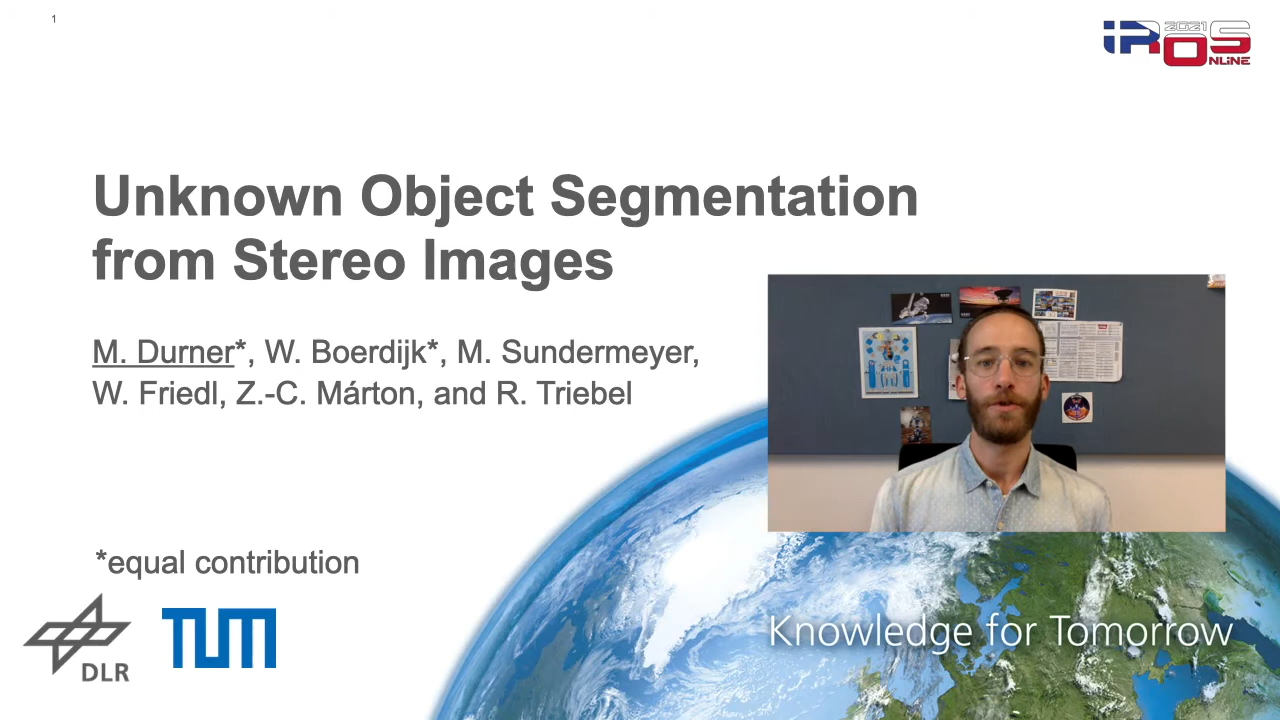 1
iROS 2021 ONLiNE
Unknown Object Segmentation
from Stereo Images
M. Durner*, W. Boerdijk*, M. Sundermeyer,
W. Friedl, Z.-C. Márton, and R. Triebel
*equal contribution
DLR
TUM
Knowledge for Tomorrow